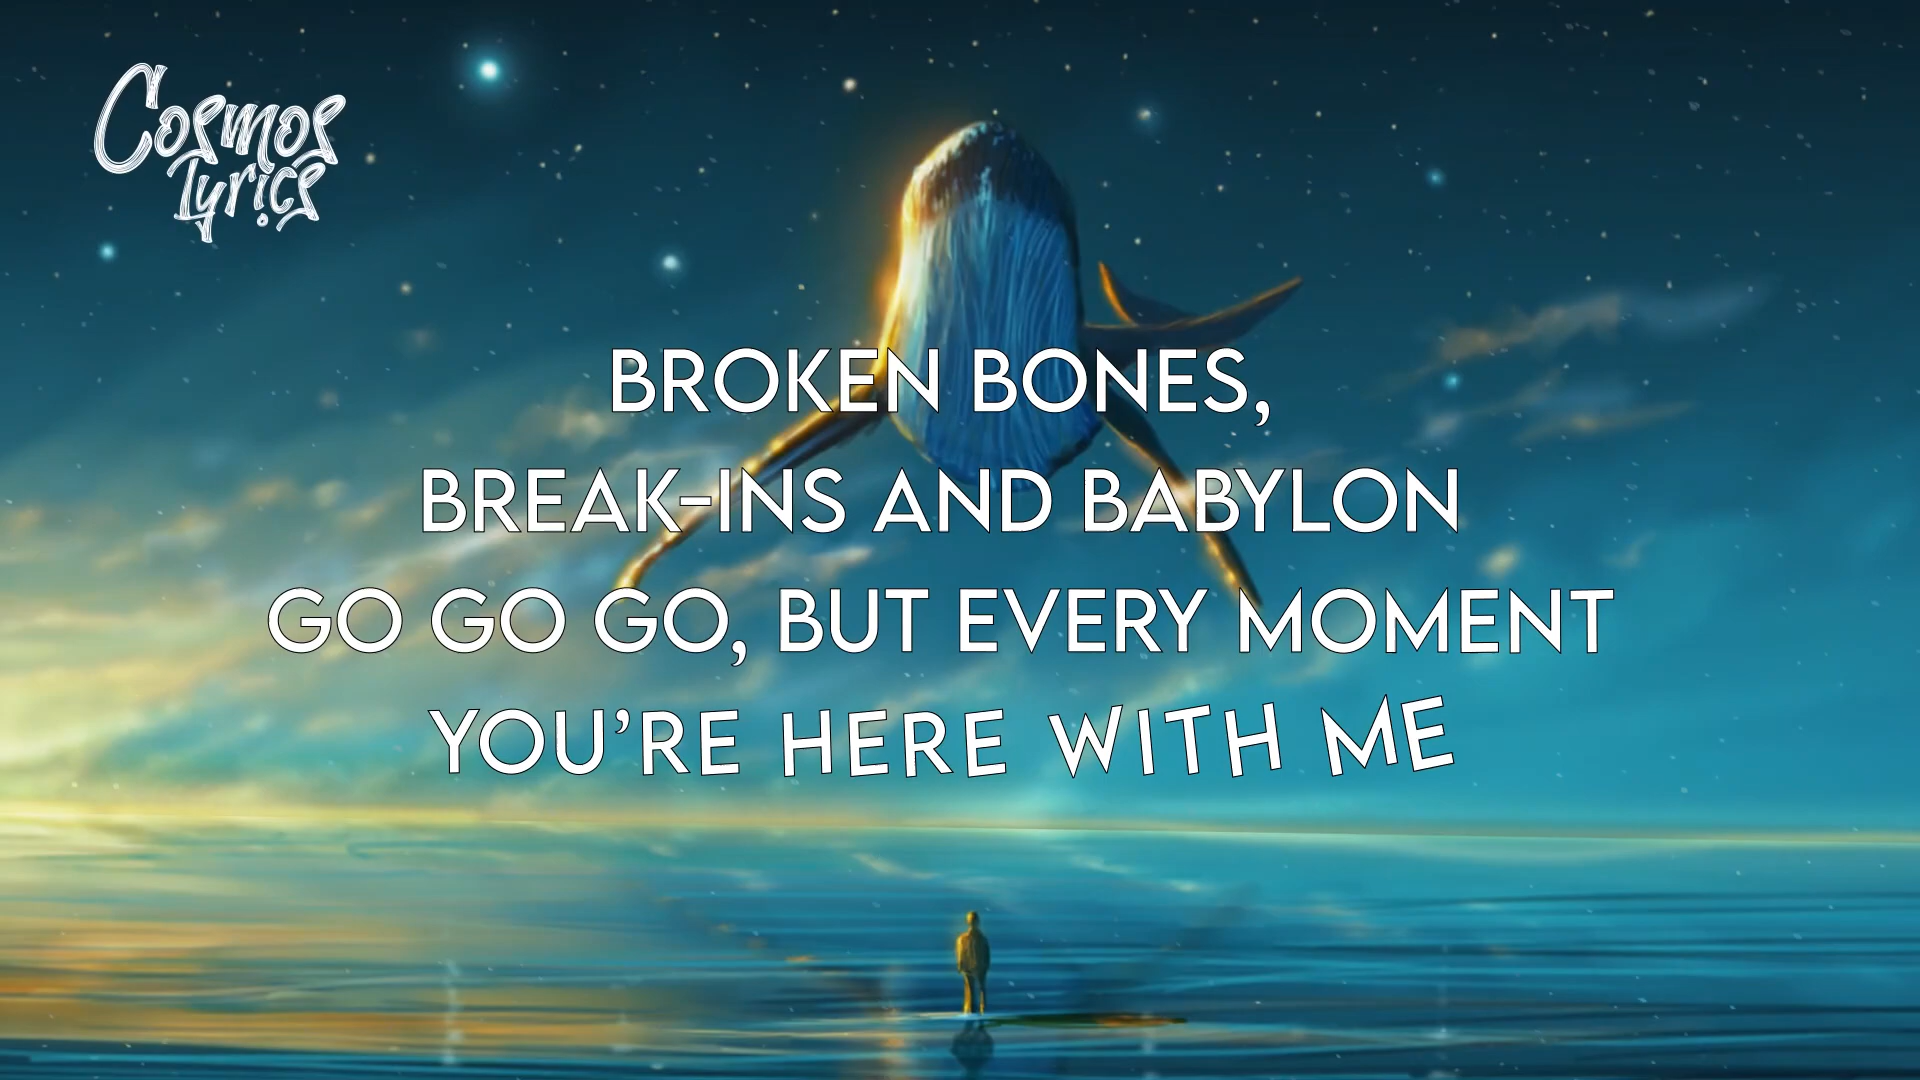 Cosmos
Lyrics
BROKEN BONES,
BREAK-INS AND BABYLON
GO GO GO, BUT EVERY MOMENT
YOU'RE HERE WITH ME